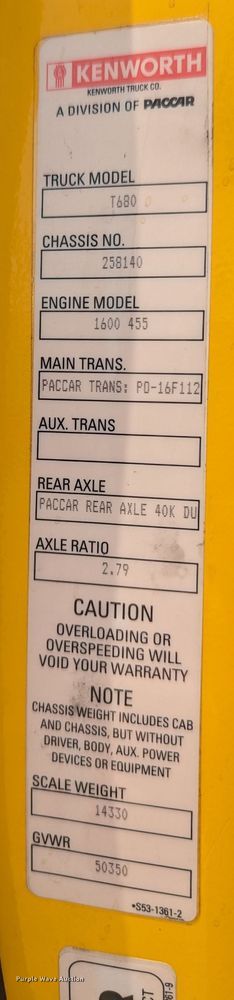 KENWORTH
KENWORTH TRUCK CO.
A DIVISION OF PACCAR
TRUCK MODEL
T680
CHASSIS NO.
258140
ENGINE MODEL
1600 455
MAIN TRANS.
PACCAR TRANS: PO-16F112
AUX. TRANS
REAR AXLE
PACCAR REAR AXLE 40K DU
AXLE RATIO
2.79
CAUTION
OVERLOADING OR
OVERSPEEDING WILL
VOID YOUR WARRANTY
NOTE
CHASSIS WEIGHT INCLUDES CAB
AND CHASSIS, BUT WITHOUT
DRIVER, BODY, AUX. POWER
DEVICES OR EQUIPMENT
SCALE WEIGHT
14330
GVWR
50350
*S53-1361-2
Purple Wave Auction